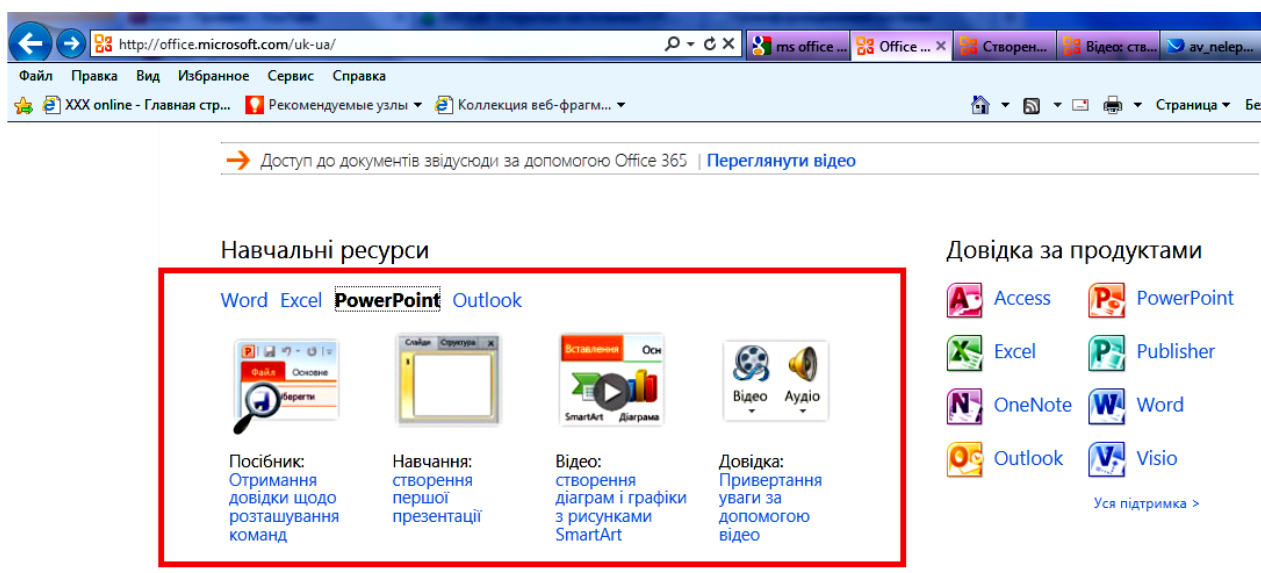 http://office.microsoft.com/uk-ua/
ms office ...
Office ...
Створен...
Відео: ств...
av_nelep...
Файл Правка Вид Избранное Сервис Справка
XXX online - Главная стр... Рекомендуемые узлы Коллекция веб-фрагм... Страница
Доступ до документів звідусюди за допомогою Office 365 | Переглянути відео
Навчальні ресурси
Word Excel PowerPoint Outlook
Файл Основне
Слайди Структура
Вставлення Осн
SmartArt Діаграма
Відео Аудіо
Посібник:
Отримання
довідки щодо
розташування
команд
Навчання:
створення
першої
презентації
Відео:
створення
діаграм і графіки
з рисунками
SmartArt
Довідка:
Привертання
уваги за
допомогою
відео
Довідка за продуктами
Access PowerPoint
Excel Publisher
OneNote Word
Outlook Visio
Уся підтримка >